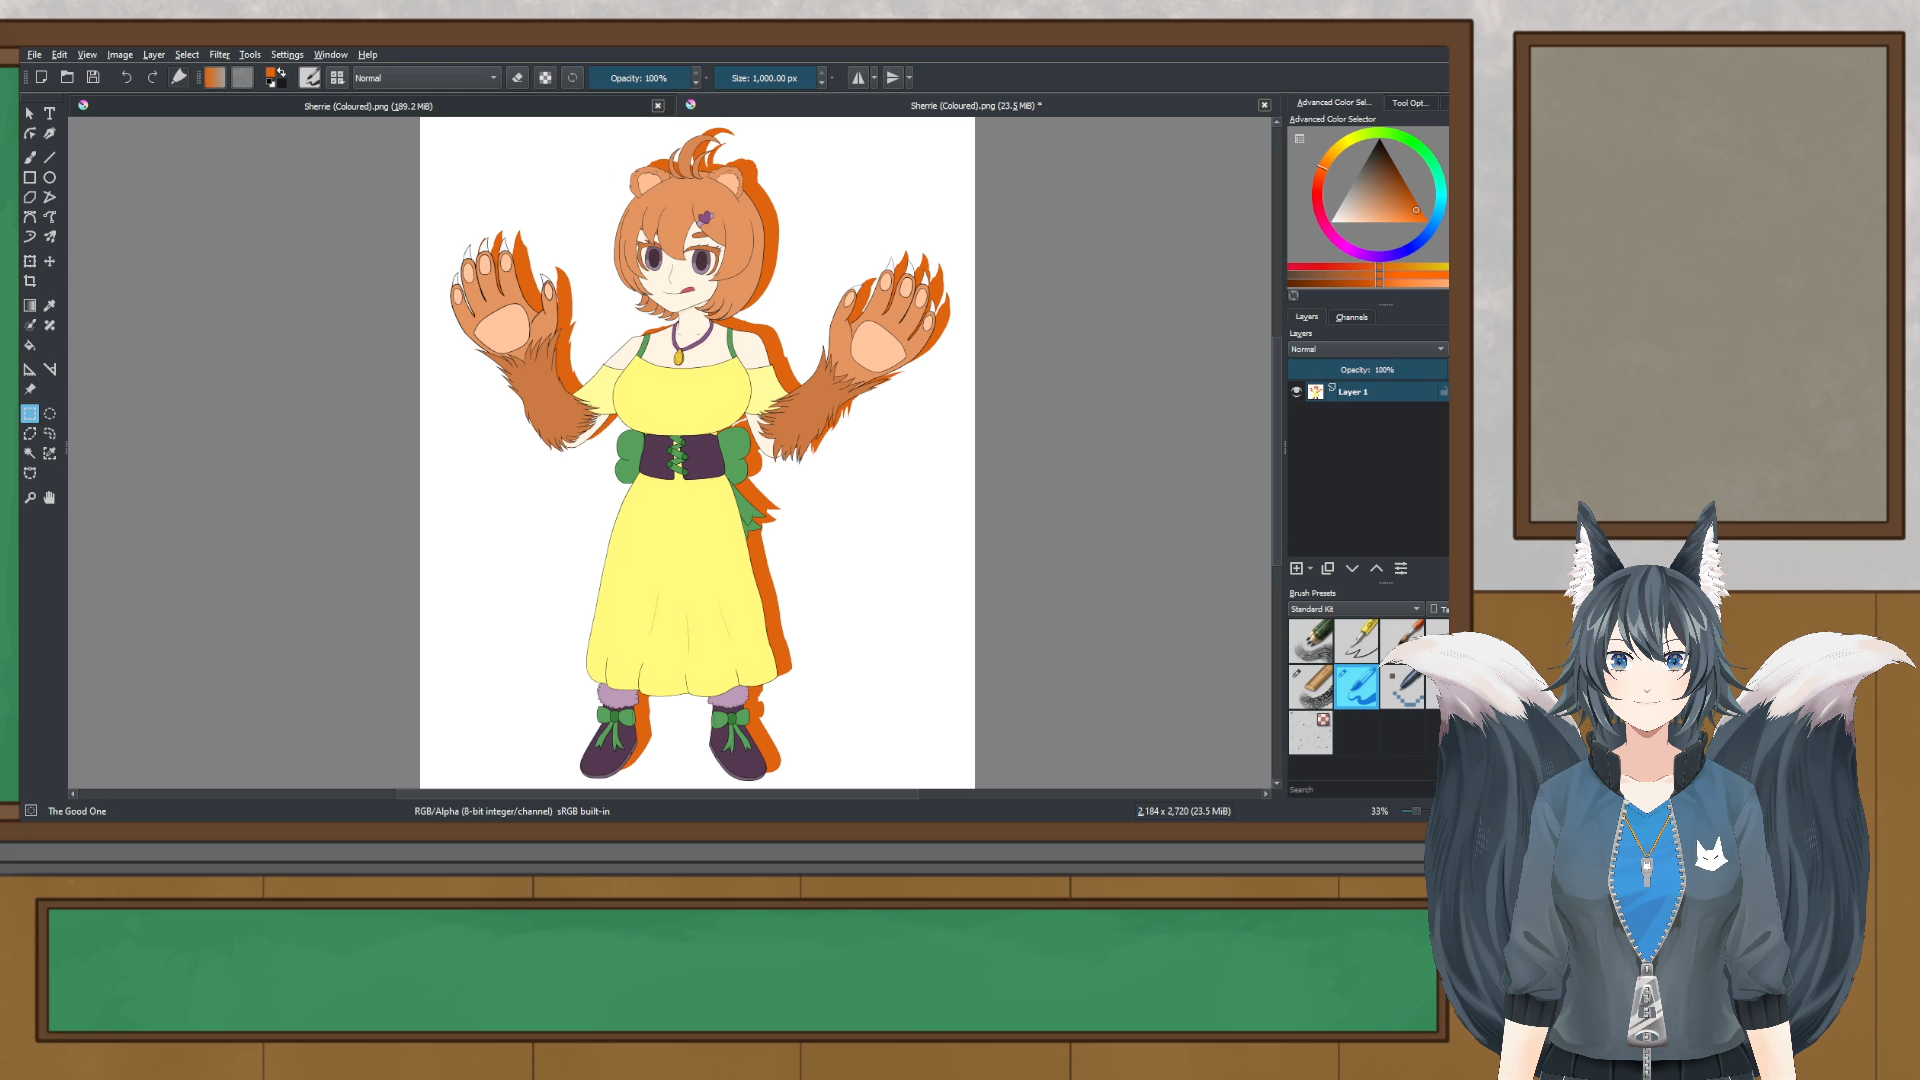 File Edit View Image Layer Select Filter Tools Settings Window Help
Normal Opacity: 100% Size: 1,000.00 px
Sherrie (Coloured).png (189.2 MiB) Sherrie (Coloured).png (23.5 MiB) *
Advanced Color Sel... Tool Opt...
Advanced Color Selector
Layers Channels
Layers
Normal
Opacity: 100%
Layer 1
Brush Presets
Standard Kit Ta
Search
The Good One RGB/Alpha (8-bit integer/channel) sRGB built-in 2,184 x 2,720 (23.5 MiB) 33%